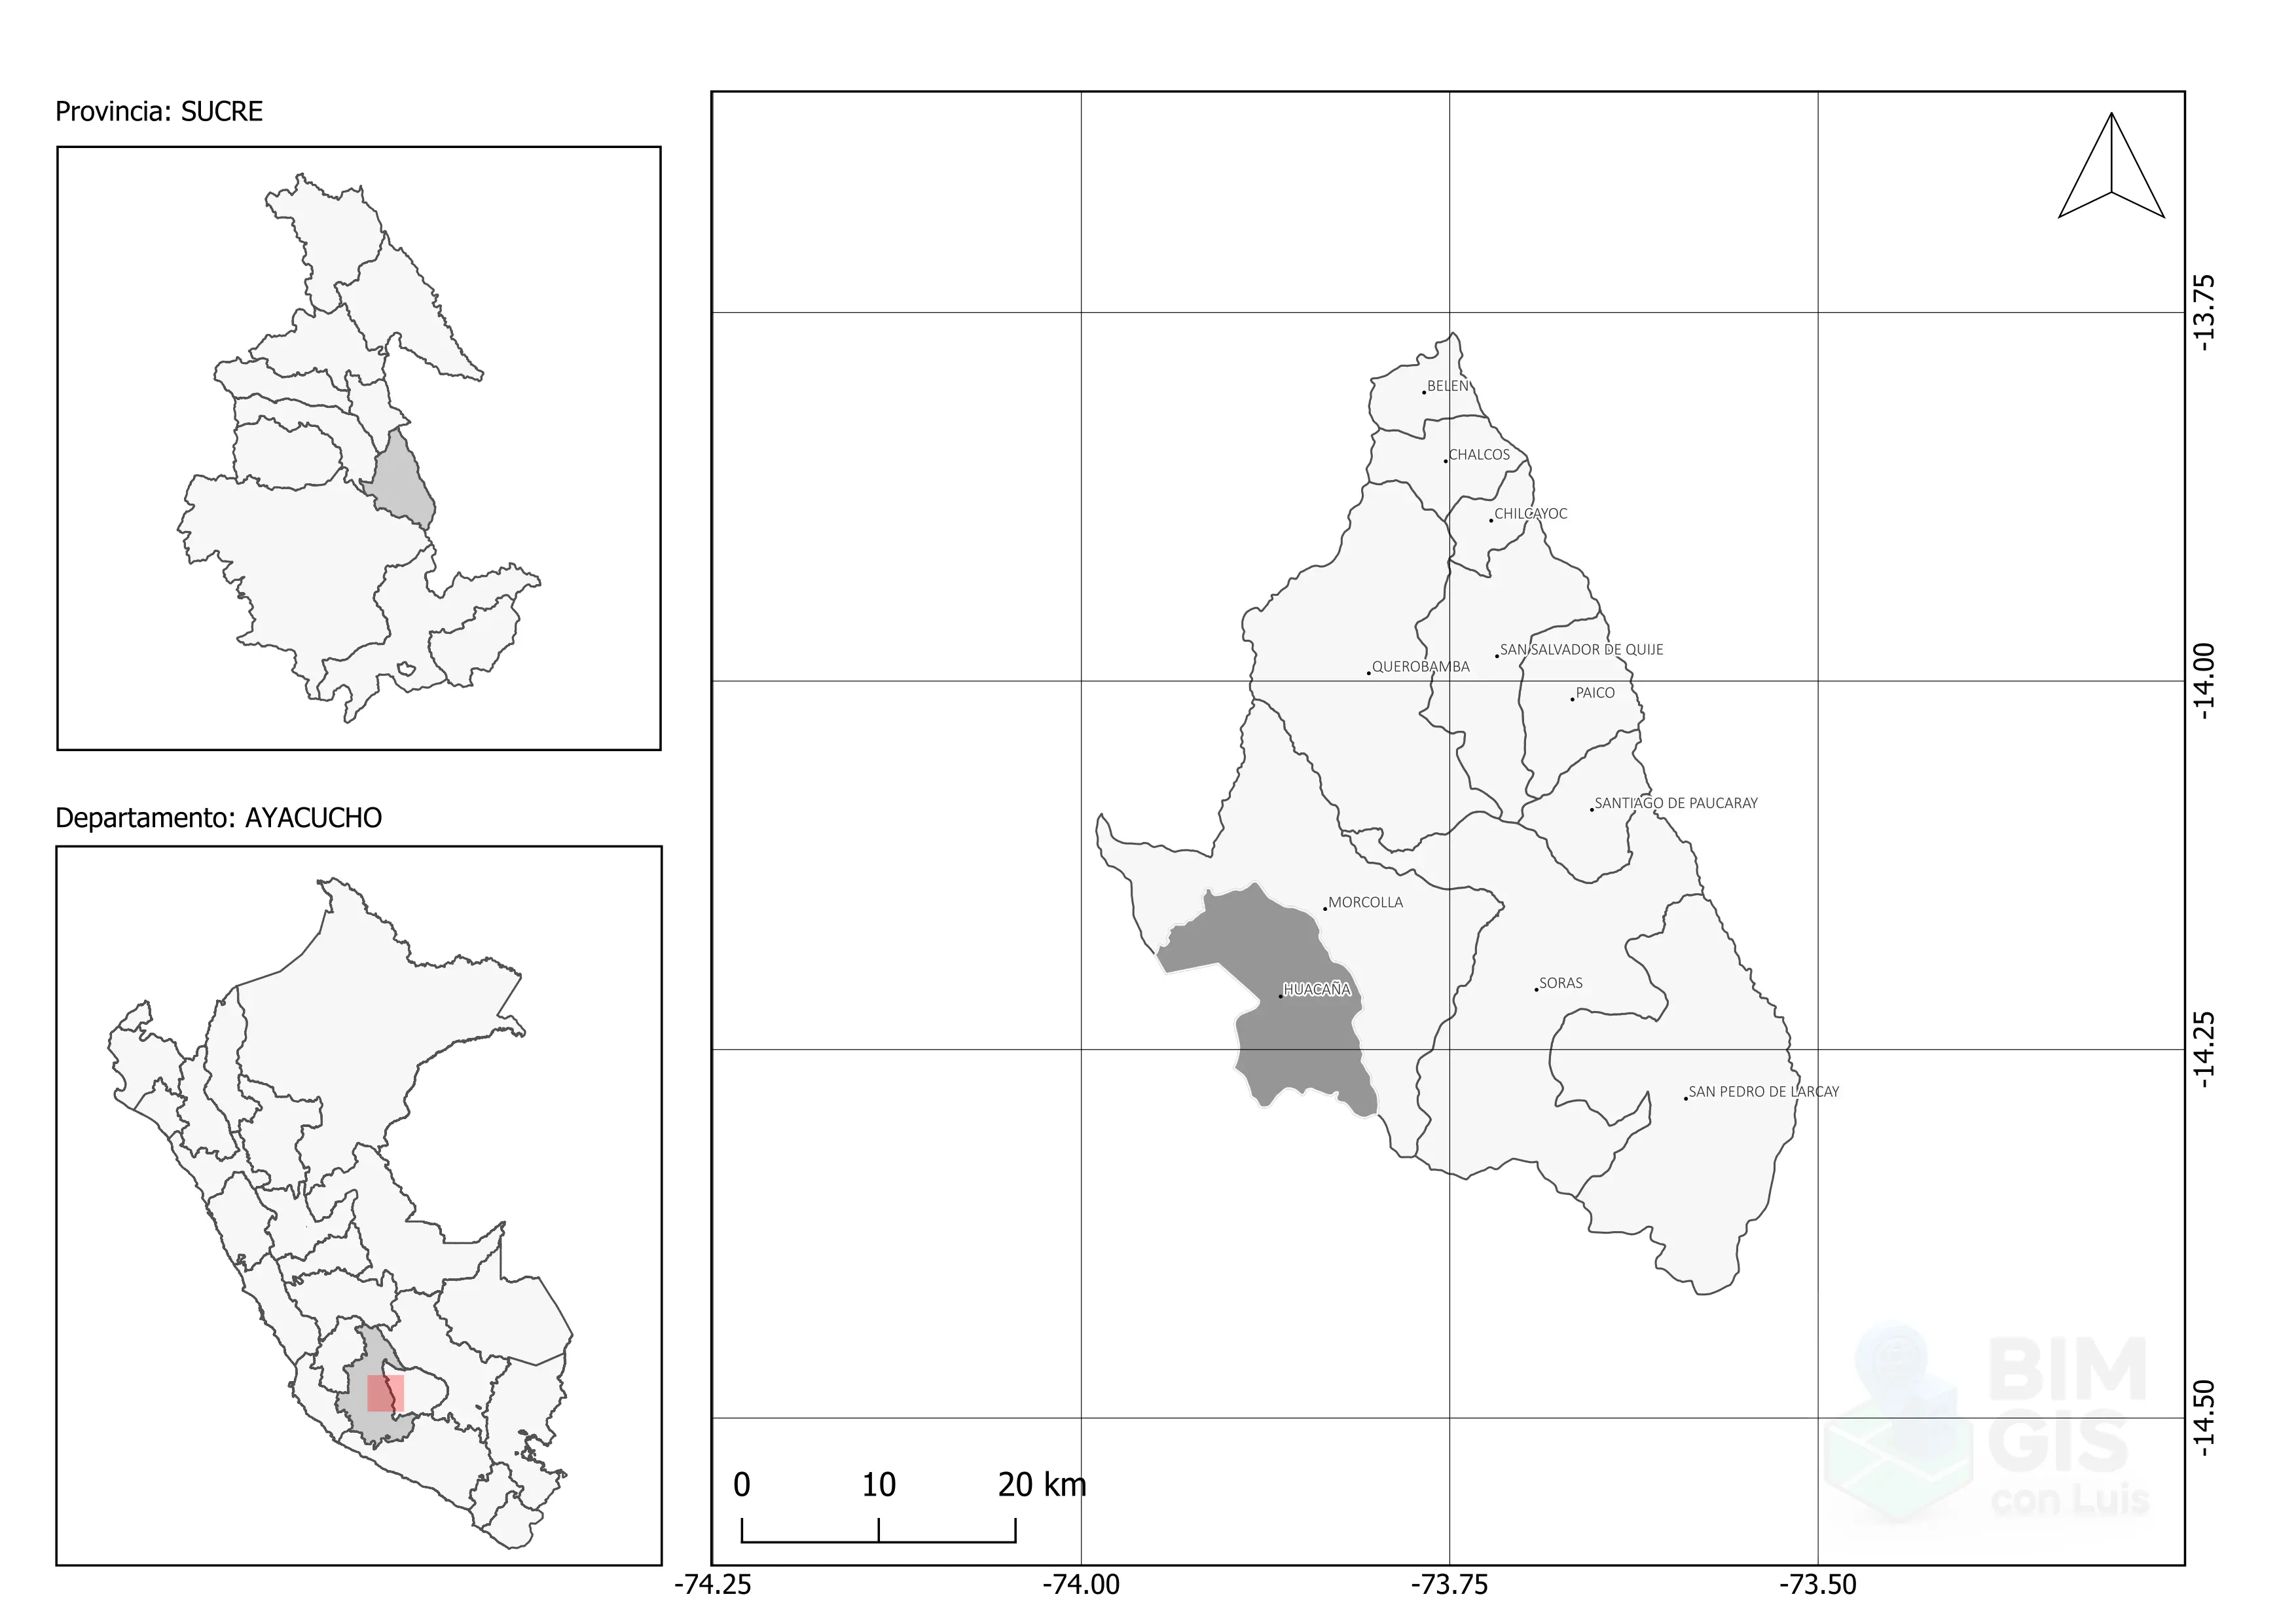 Provincia: SUCRE
Departamento: AYACUCHO
BELEN
CHALCOS
CHILCAYOC
SAN SALVADOR DE QUIJE
QUEROBAMBA
PAICO
SANTIAGO DE PAUCARAY
MORCOLLA
HUACAÑA
SORAS
SAN PEDRO DE LARCAY
-13.75
-14.00
-14.25
-14.50
0 10 20 km
-74.25 -74.00 -73.75 -73.50
BIM
GIS
con Luis